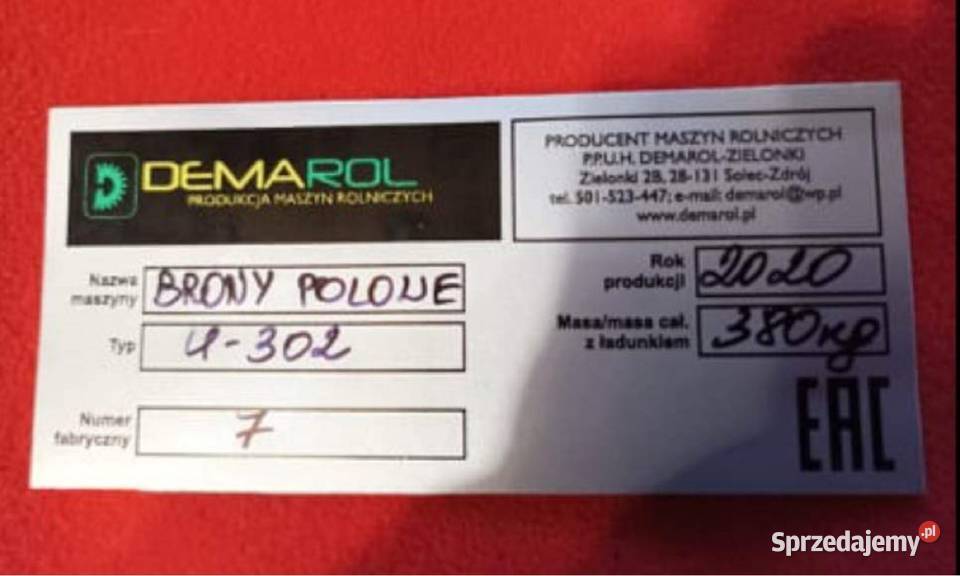 DEMAROL
PRODUKCJA MASZYN ROLNICZYCH
PRODUCENT MASZYN ROLNICZYCH
P.P.U.H. DEMAROL-ZIELONKI
Zielonki 28, 28-131 Solec-Zdrój
tel. 501-523-447; e-mail: demarol@wp.pl
www.demarol.pl
Nazwa maszyny BRONY POLOWE
Typ U-302
Numer fabryczny 7
Rok produkcji 2020
Masa/masa cał. z ładunkiem 380kg
EAC
Sprzedajemy.pl